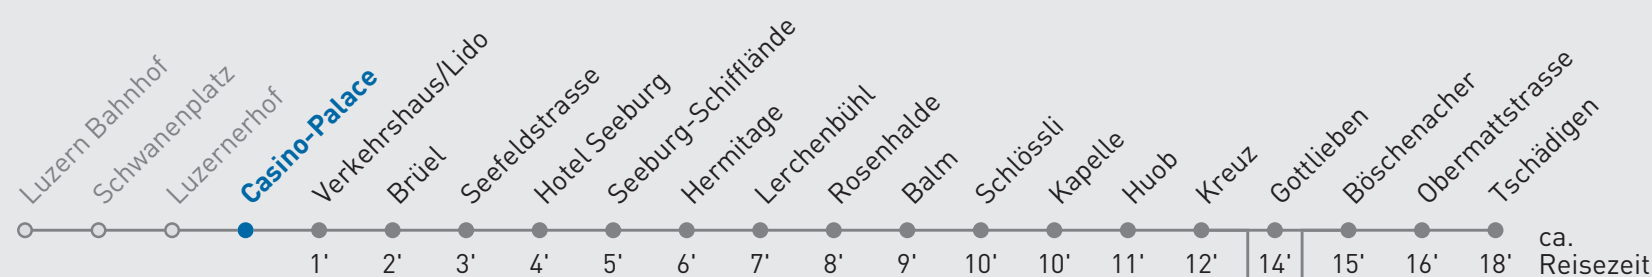 Luzern Bahnhof
Schwanenplatz
Luzernerhof
Casino-Palace
Verkehrshaus/Lido
Brüel
Seefeldstrasse
Hotel Seeburg
Seeburg-Schifflände
Hermitage
Lerchenbühl
Rosenhalde
Balm
Schlössli
Kapelle
Huob
Kreuz
Gottlieben
Böschenacher
Obermattstrasse
Tschädigen
1' 2' 3' 4' 5' 6' 7' 8' 9' 10' 10' 11' 12' 14' 15' 16' 18'
ca.
Reisezeit